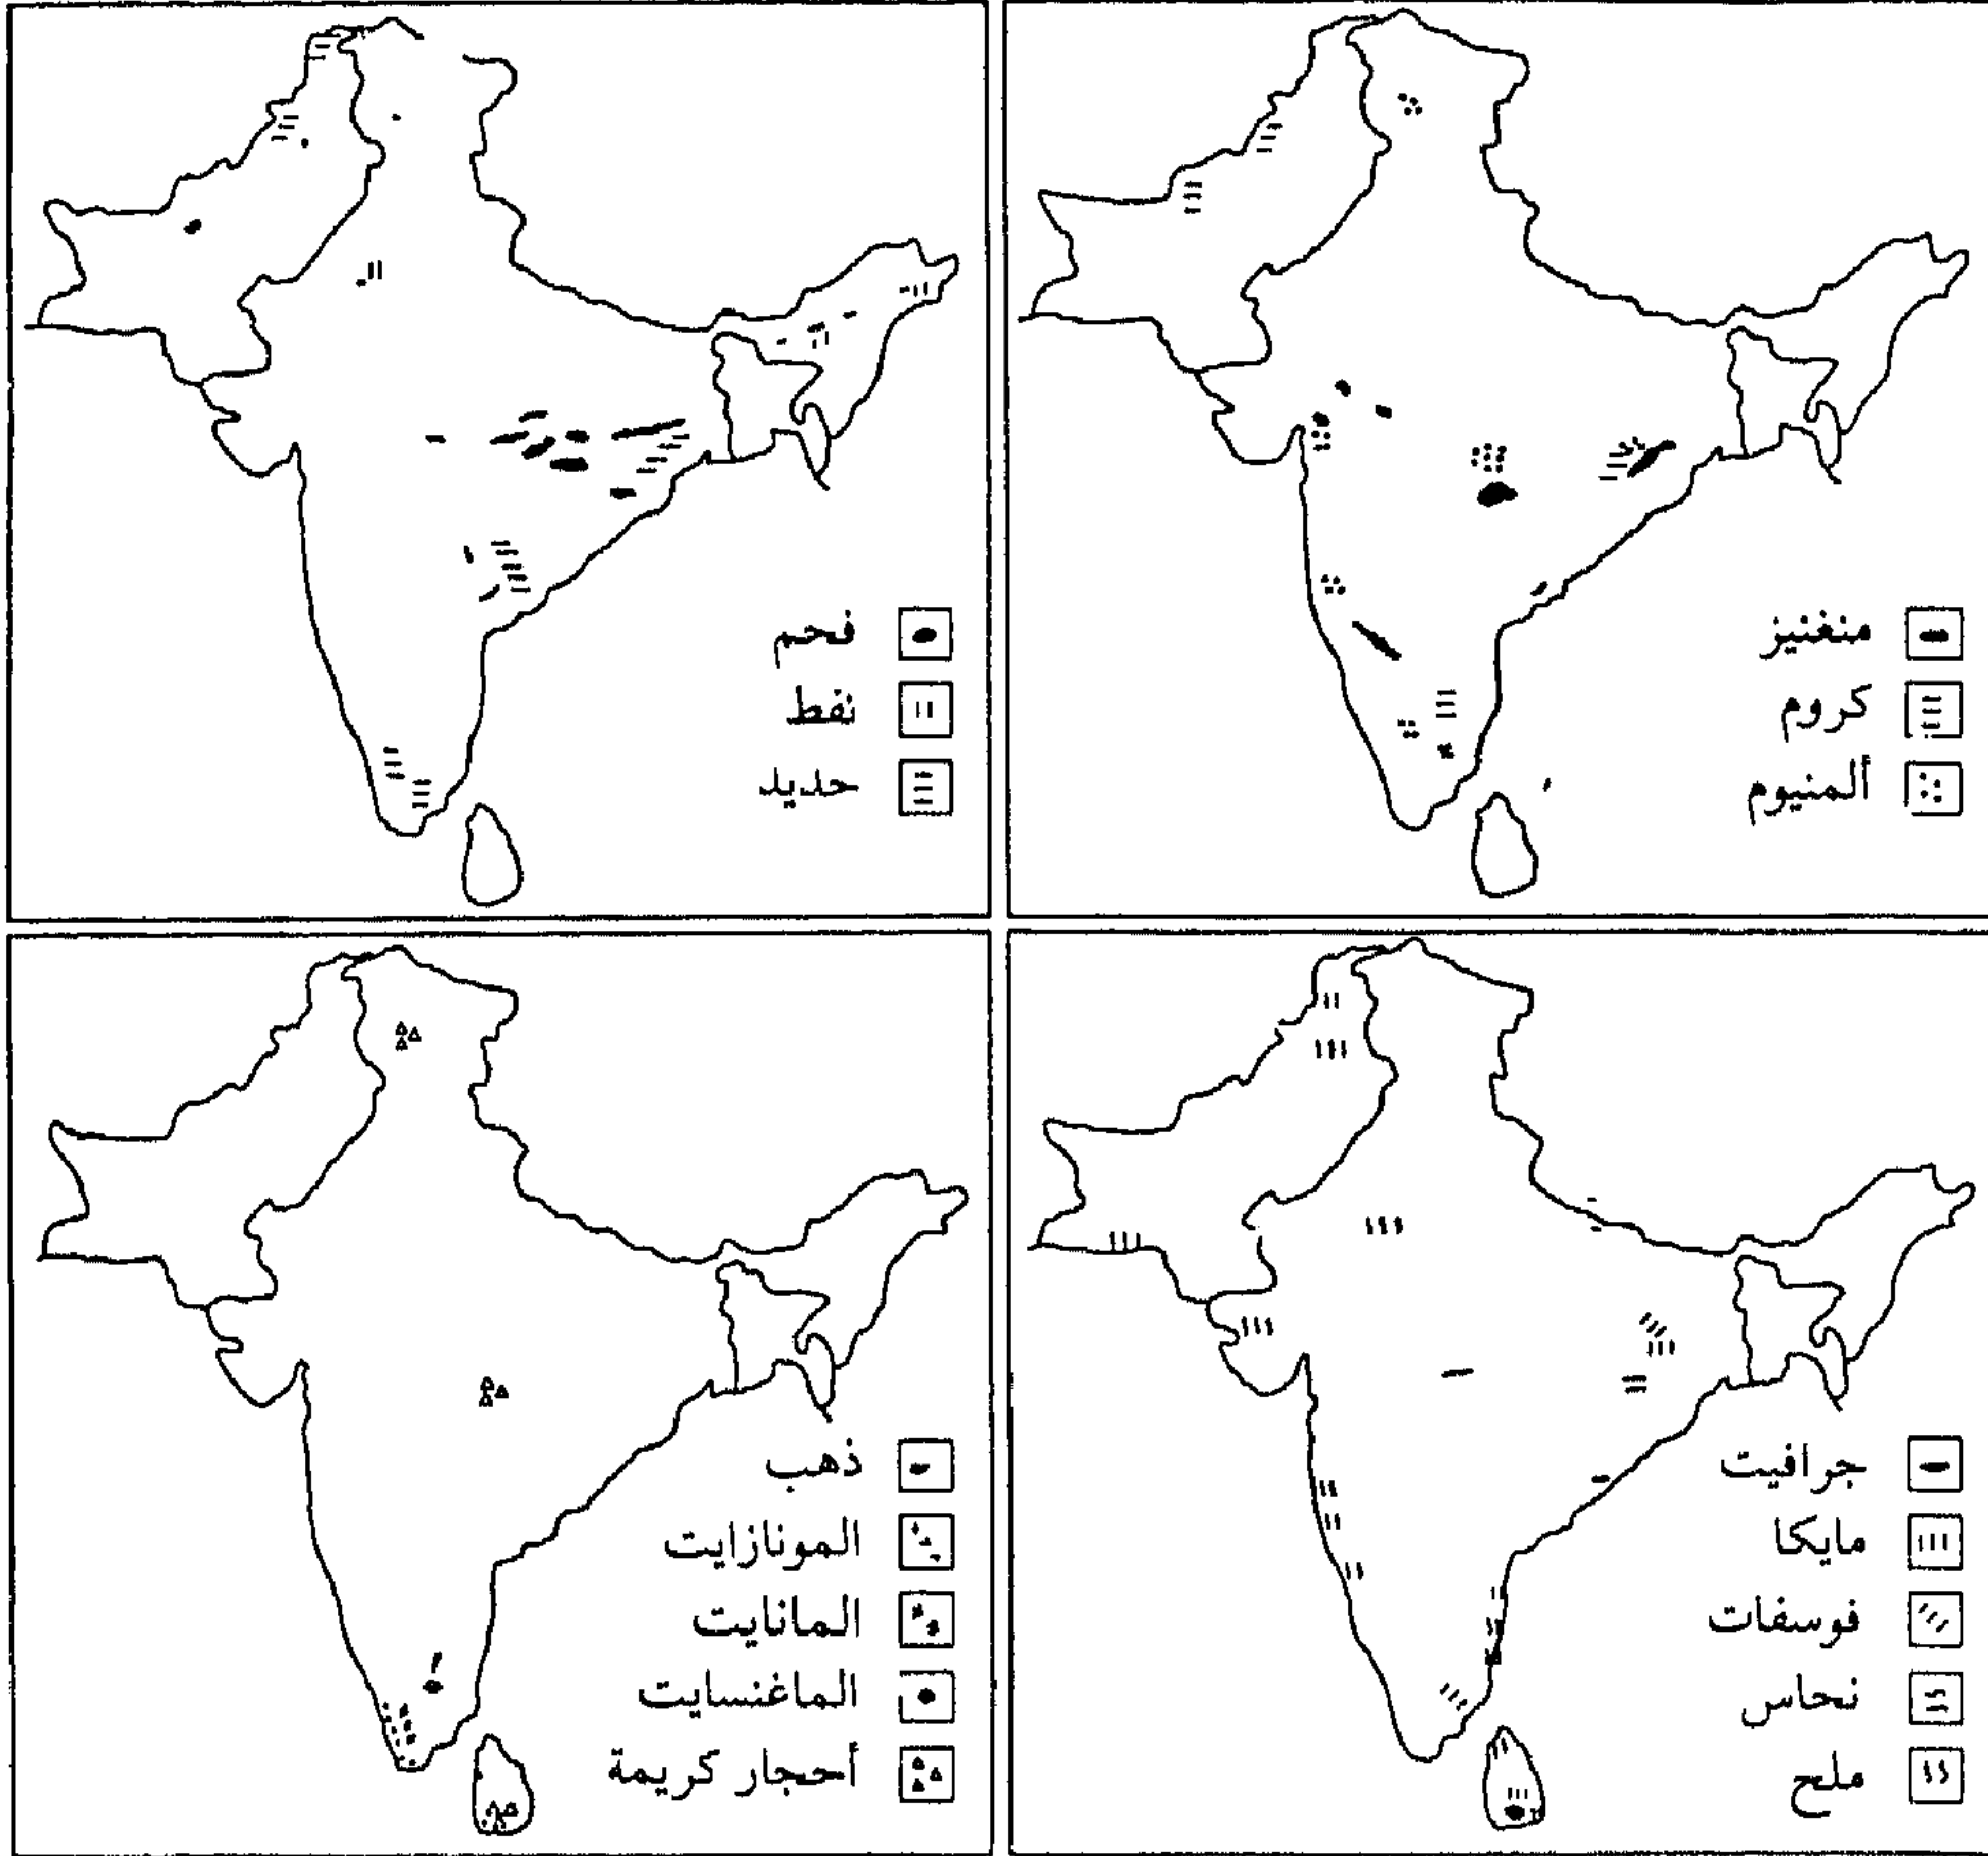 منغنيز
كروم
ألمنيوم
فحم
نفط
حديد
جرافيت
مايكا
فوسفات
نحاس
ملح
ذهب
المونازايت
المانايت
الماغنسايت
أحجار كريمة